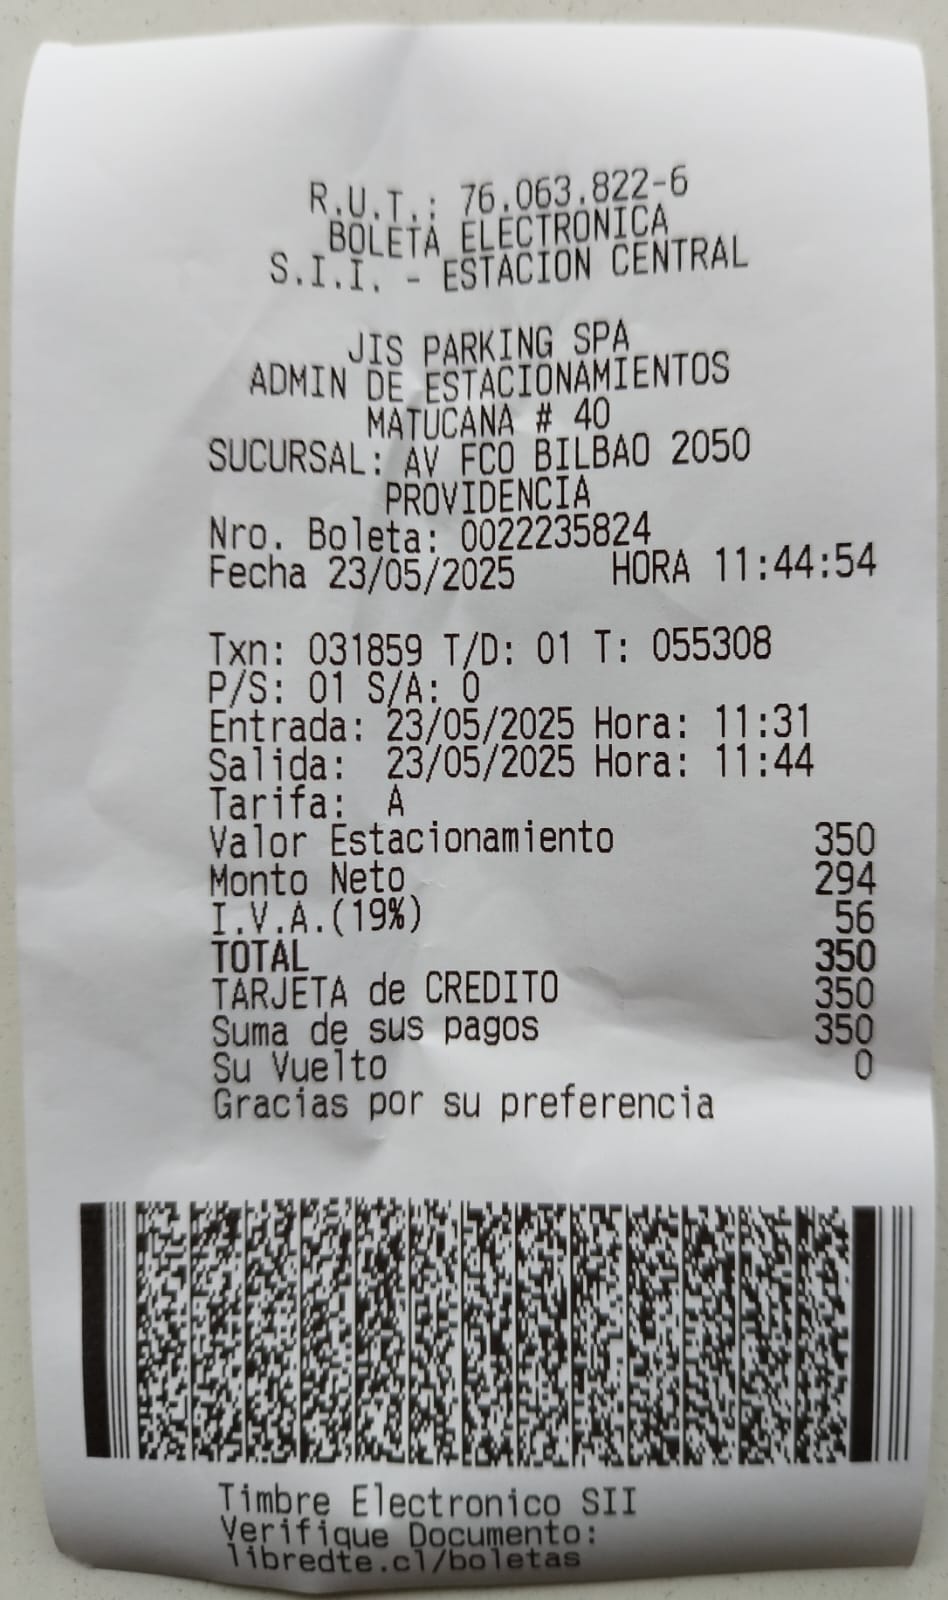 R.U.T.: 76.063.822-6
BOLETA ELECTRONICA
S.I.I. - ESTACION CENTRAL
JIS PARKING SPA
ADMIN DE ESTACIONAMIENTOS
MATUCANA # 40
SUCURSAL: AV FCO BILBAO 2050
PROVIDENCIA
Nro. Boleta: 0022235824
Fecha 23/05/2025 HORA 11:44:54
Txn: 031859 T/D: 01 T: 055308
P/S: 01 S/A: 0
Entrada: 23/05/2025 Hora: 11:31
Salida: 23/05/2025 Hora: 11:44
Tarifa: A
Valor Estacionamiento 350
Monto Neto 294
I.V.A.(19%) 56
TOTAL 350
TARJETA de CREDITO 350
Suma de sus pagos 350
Su Vuelto 0
Gracias por su preferencia
Timbre Electronico SII
Verifique Documento:
libredte.cl/boletas